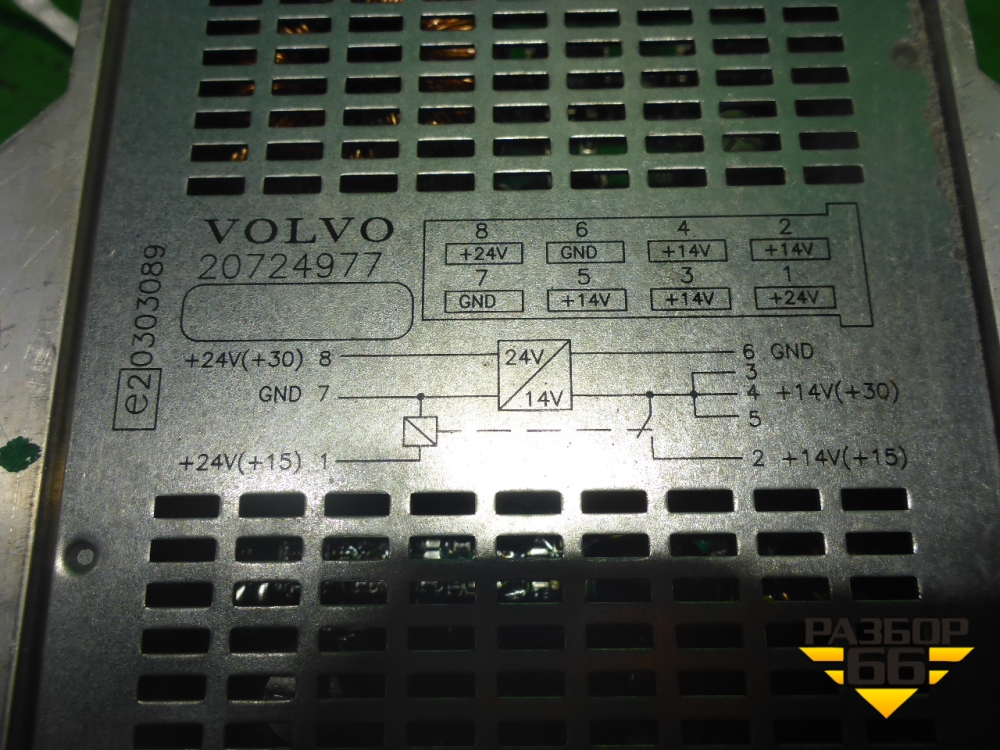 VOLVO
20724977
e2 0303089
8 6 4 2
+24V GND +14V +14V
7 5 3 1
GND +14V +14V +24V
+24V(+30) 8
GND 7
+24V(+15) 1
24V
14V
6 GND
3
4 +14V(+30)
5
2 +14V(+15)
РАЗБОР
66